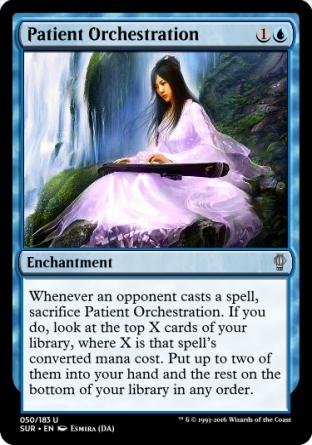 Patient Orchestration 1
Enchantment
Whenever an opponent casts a spell,
sacrifice Patient Orchestration. If you
do, look at the top X cards of your
library, where X is that spell's
converted mana cost. Put up to two of
them into your hand and the rest on the
bottom of your library in any order.
050/183 U
SUR • EN Esmira (DA)
™ & © 1993-2016 Wizards of the Coast